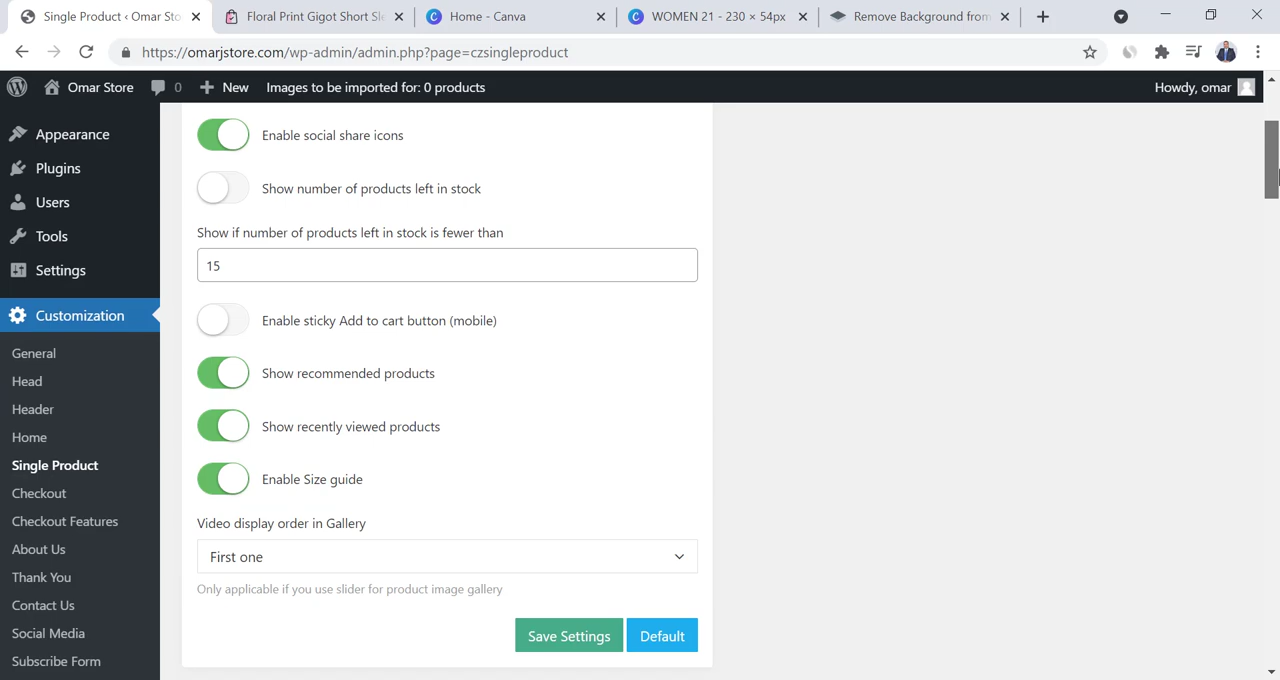 Single Product ‹ Omar Sto
Floral Print Gigot Short Sle
Home - Canva
WOMEN 21 - 230 × 54px
Remove Background from
https://omarjstore.com/wp-admin/admin.php?page=czsingleproduct
Omar Store 0 New Images to be imported for: 0 products Howdy, omar
Appearance
Plugins
Users
Tools
Settings
Customization
General
Head
Header
Home
Single Product
Checkout
Checkout Features
About Us
Thank You
Contact Us
Social Media
Subscribe Form
Enable social share icons
Show number of products left in stock
Show if number of products left in stock is fewer than
15
Enable sticky Add to cart button (mobile)
Show recommended products
Show recently viewed products
Enable Size guide
Video display order in Gallery
First one
Only applicable if you use slider for product image gallery
Save Settings Default